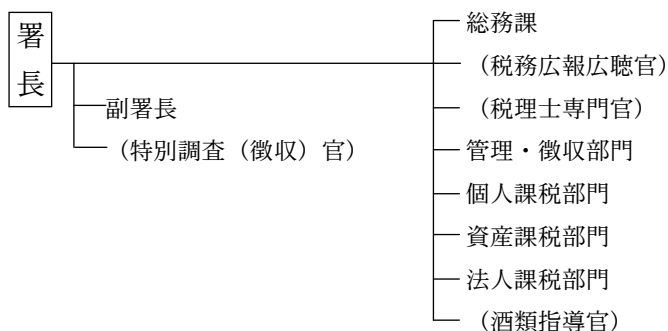 署長
副署長
（特別調査（徴収）官）
総務課
（税務広報広聴官）
（税理士専門官）
管理・徴収部門
個人課税部門
資産課税部門
法人課税部門
（酒類指導官）